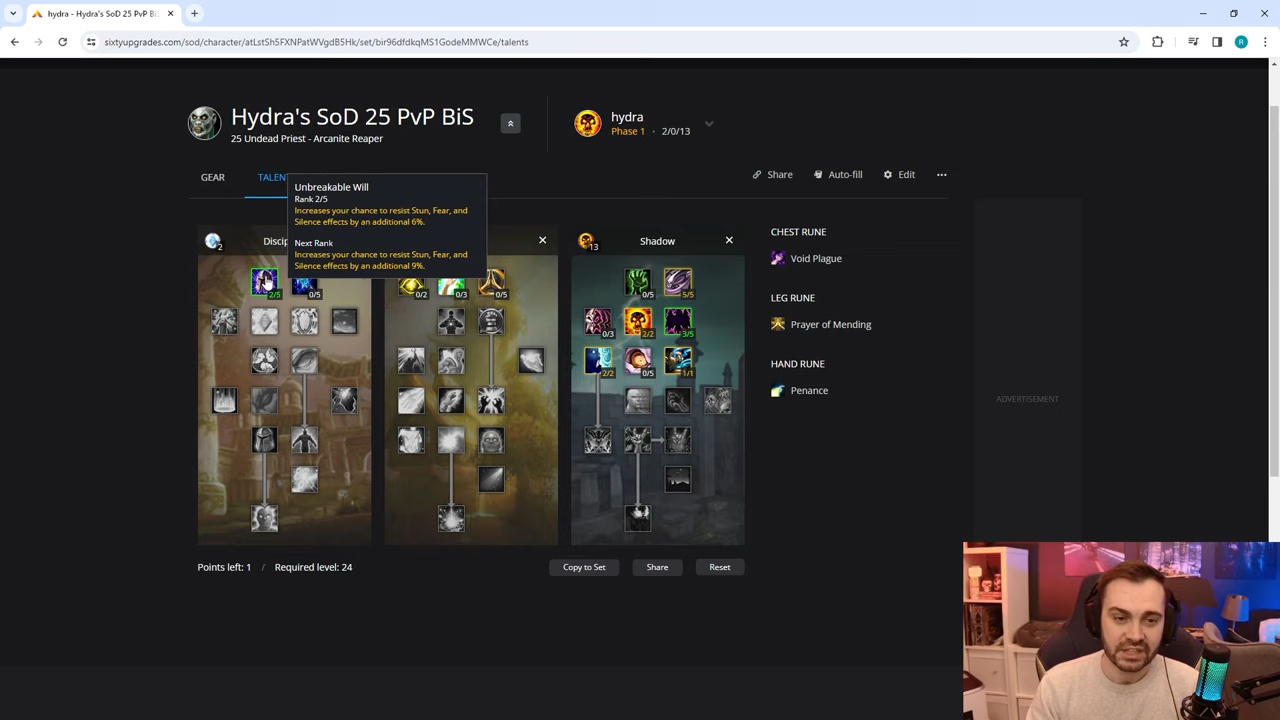 hydra - Hydra's SoD 25 PvP Bi
sixtyupgrades.com/sod/character/atLstSh5FXNPatWVgdB5Hk/set/bir96dfdkqMS1GodeMMWCe/talents
R
Hydra's SoD 25 PvP BiS
25 Undead Priest - Arcanite Reaper
hydra
Phase 1 • 2/0/13
GEAR
TALEN
Share
Auto-fill
Edit
Unbreakable Will
Rank 2/5
Increases your chance to resist Stun, Fear, and
Silence effects by an additional 6%.
Next Rank
Increases your chance to resist Stun, Fear, and
Silence effects by an additional 9%.
2
Discip
13
Shadow
2/5
0/5
0/2
0/3
0/5
0/5
5/5
0/3
2/2
3/5
2/2
0/5
1/1
CHEST RUNE
Void Plague
LEG RUNE
Prayer of Mending
HAND RUNE
Penance
ADVERTISEMENT
Points left: 1 / Required level: 24
Copy to Set
Share
Reset